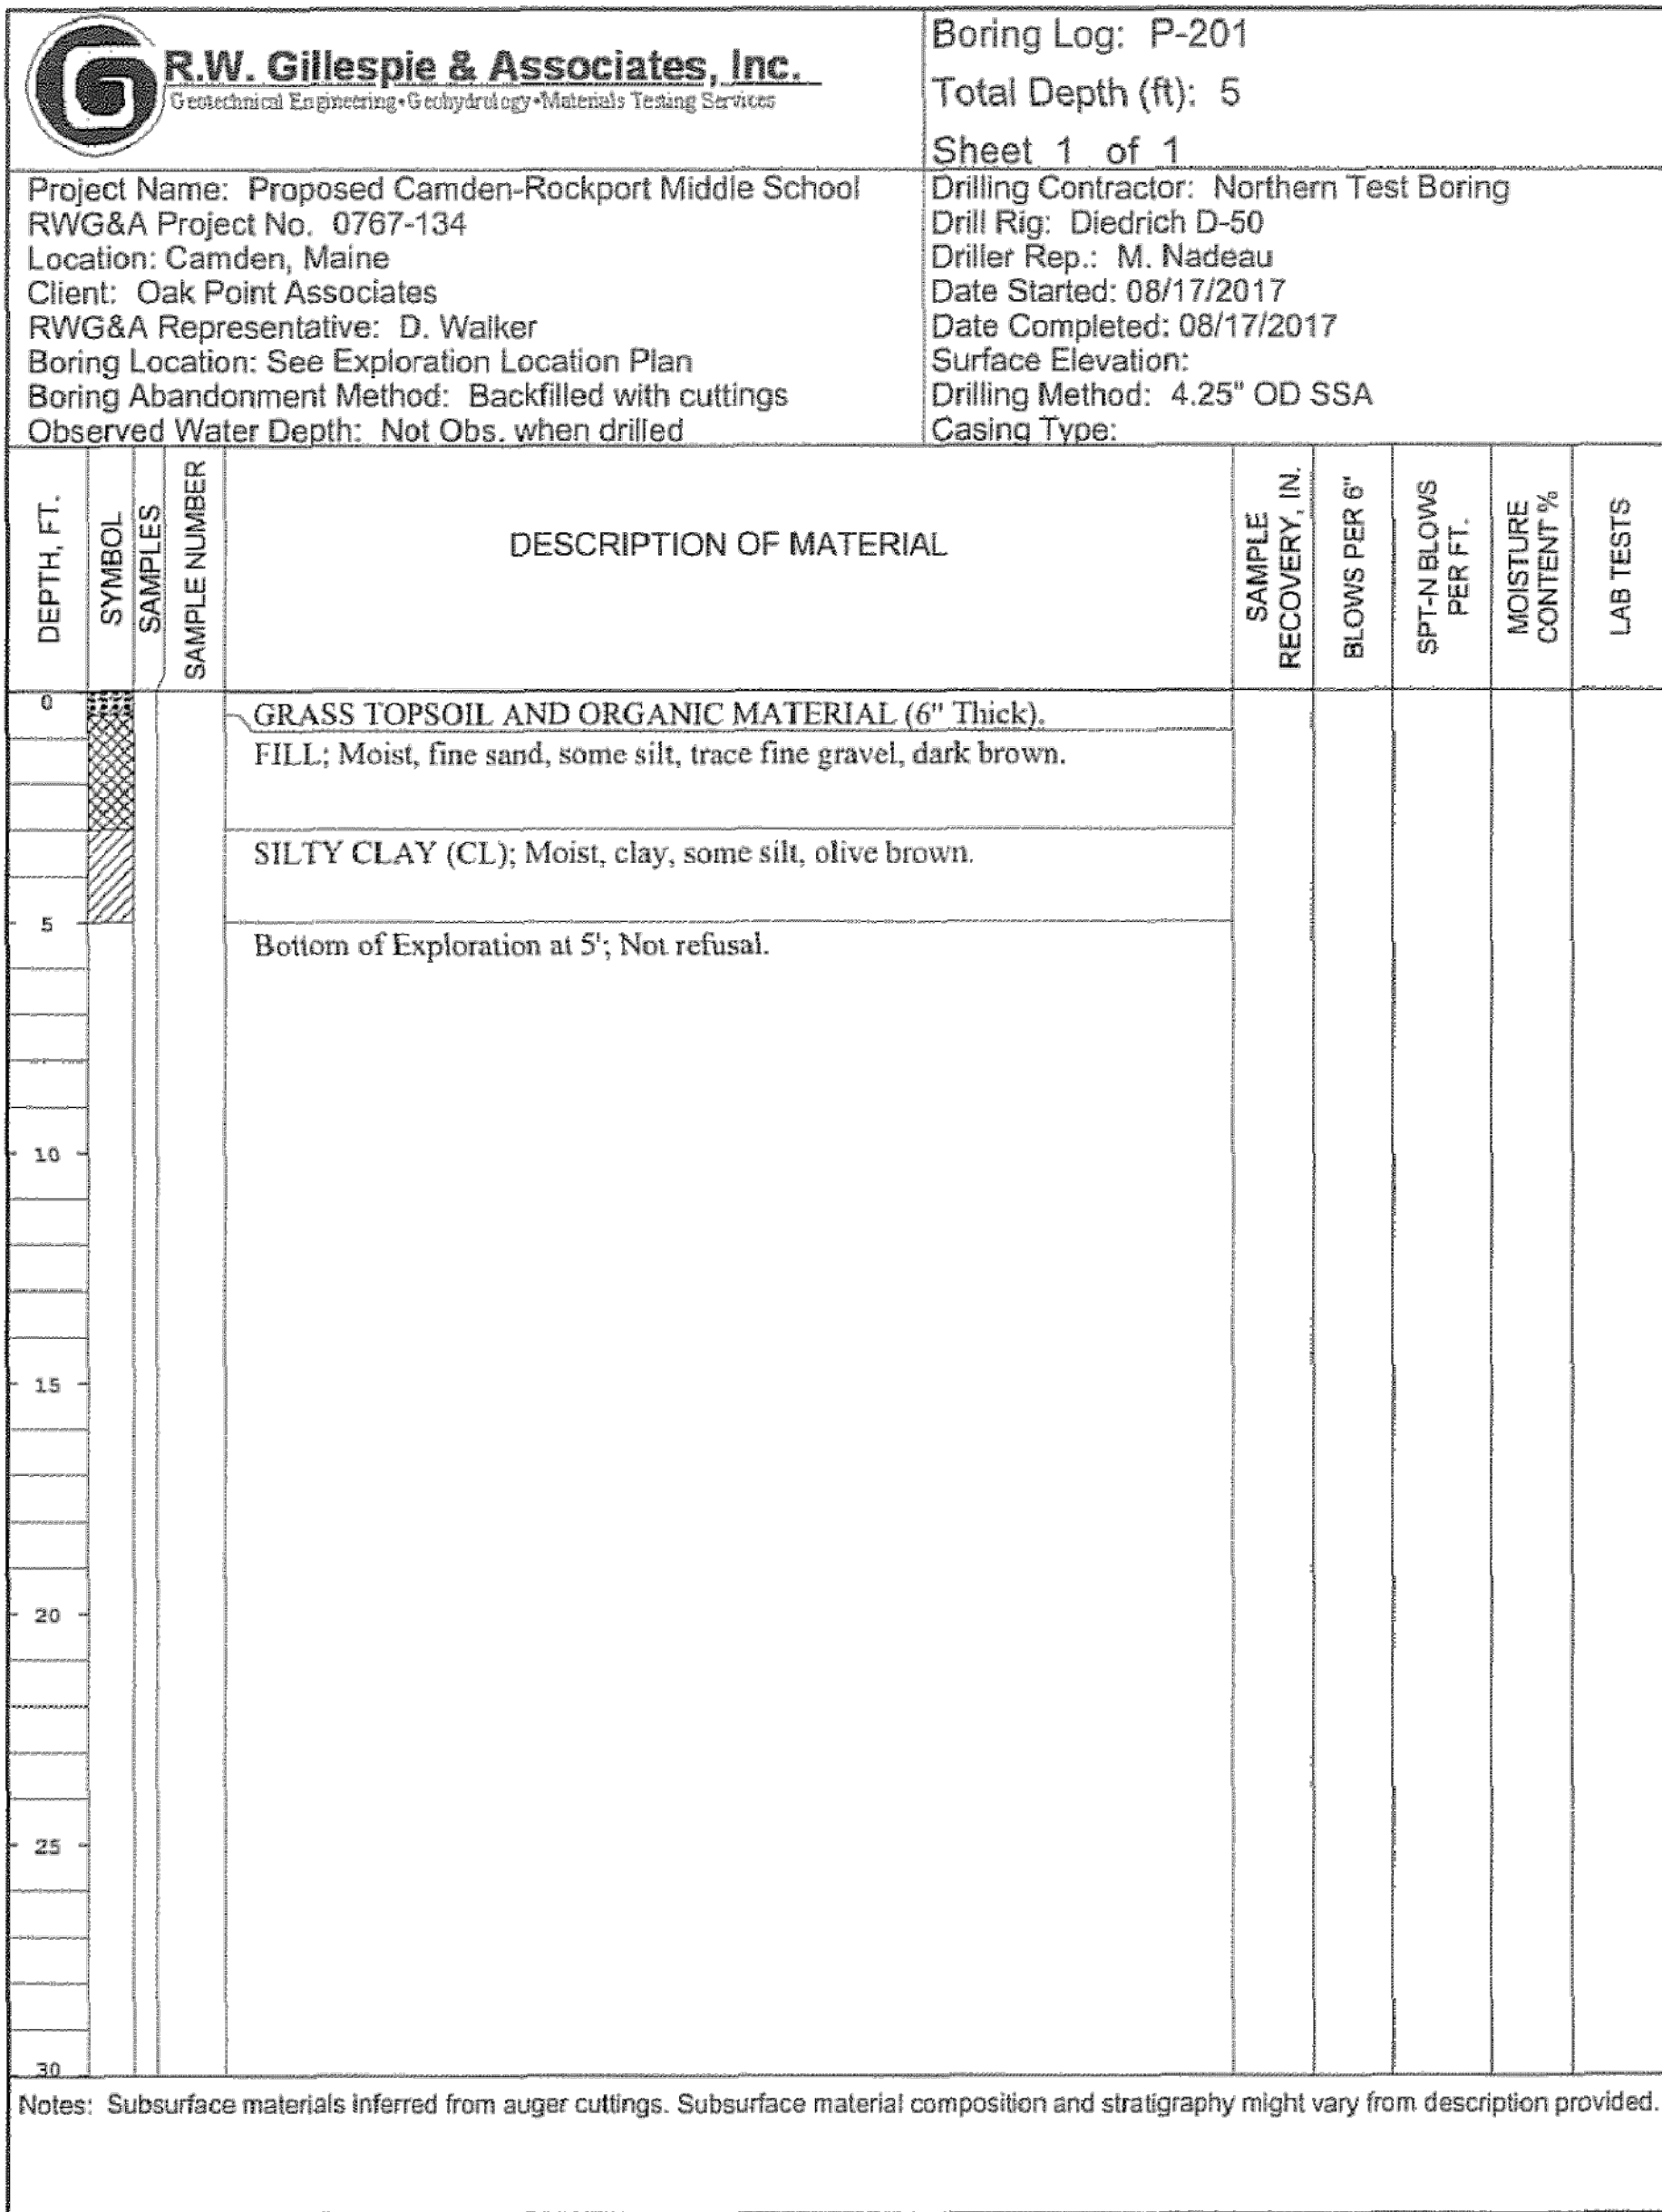 R.W. Gillespie & Associates, Inc.
Geotechnical Engineering•Geohydrology•Materials Testing Services
Boring Log: P-201
Total Depth (ft): 5
Sheet 1 of 1
Project Name: Proposed Camden-Rockport Middle School
RWG&A Project No. 0767-134
Location: Camden, Maine
Client: Oak Point Associates
RWG&A Representative: D. Walker
Boring Location: See Exploration Location Plan
Boring Abandonment Method: Backfilled with cuttings
Observed Water Depth: Not Obs. when drilled
Drilling Contractor: Northern Test Boring
Drill Rig: Diedrich D-50
Driller Rep.: M. Nadeau
Date Started: 08/17/2017
Date Completed: 08/17/2017
Surface Elevation:
Drilling Method: 4.25" OD SSA
Casing Type:
DEPTH, FT.
SYMBOL
SAMPLES
SAMPLE NUMBER
DESCRIPTION OF MATERIAL
SAMPLE
RECOVERY, IN.
BLOWS PER 6"
SPT-N BLOWS
PER FT.
MOISTURE
CONTENT %
LAB TESTS
0
GRASS TOPSOIL AND ORGANIC MATERIAL (6" Thick).
FILL; Moist, fine sand, some silt, trace fine gravel, dark brown.
SILTY CLAY (CL); Moist, clay, some silt, olive brown.
5
Bottom of Exploration at 5'; Not refusal.
10
15
20
25
30
Notes: Subsurface materials inferred from auger cuttings. Subsurface material composition and stratigraphy might vary from description provided.